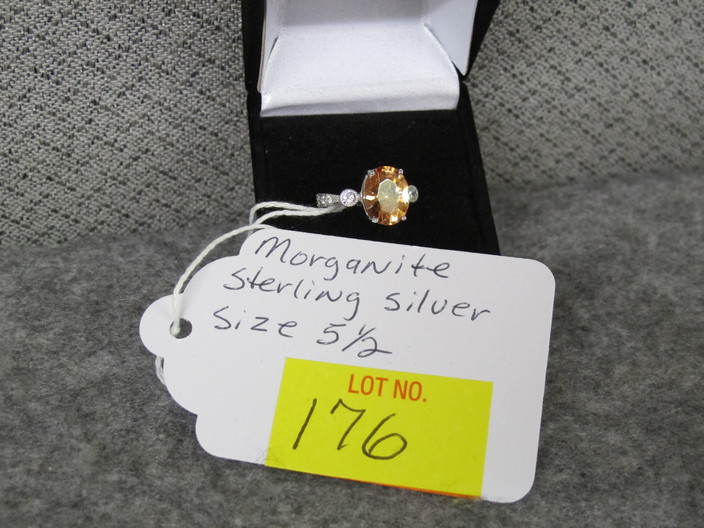 Morganite
Sterling Silver
Size 5½
LOT NO.
176